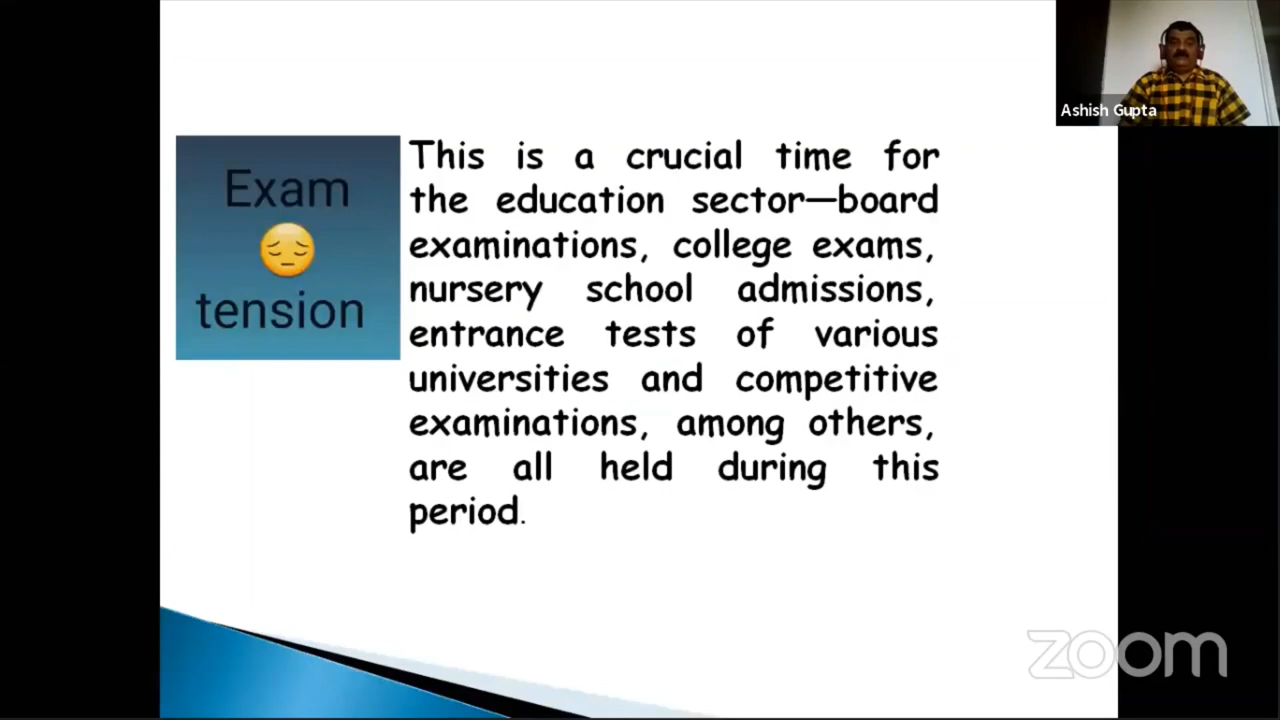 Ashish Gupta
Exam
😔
tension
This is a crucial time for
the education sector—board
examinations, college exams,
nursery school admissions,
entrance tests of various
universities and competitive
examinations, among others,
are all held during this
period.
zoom